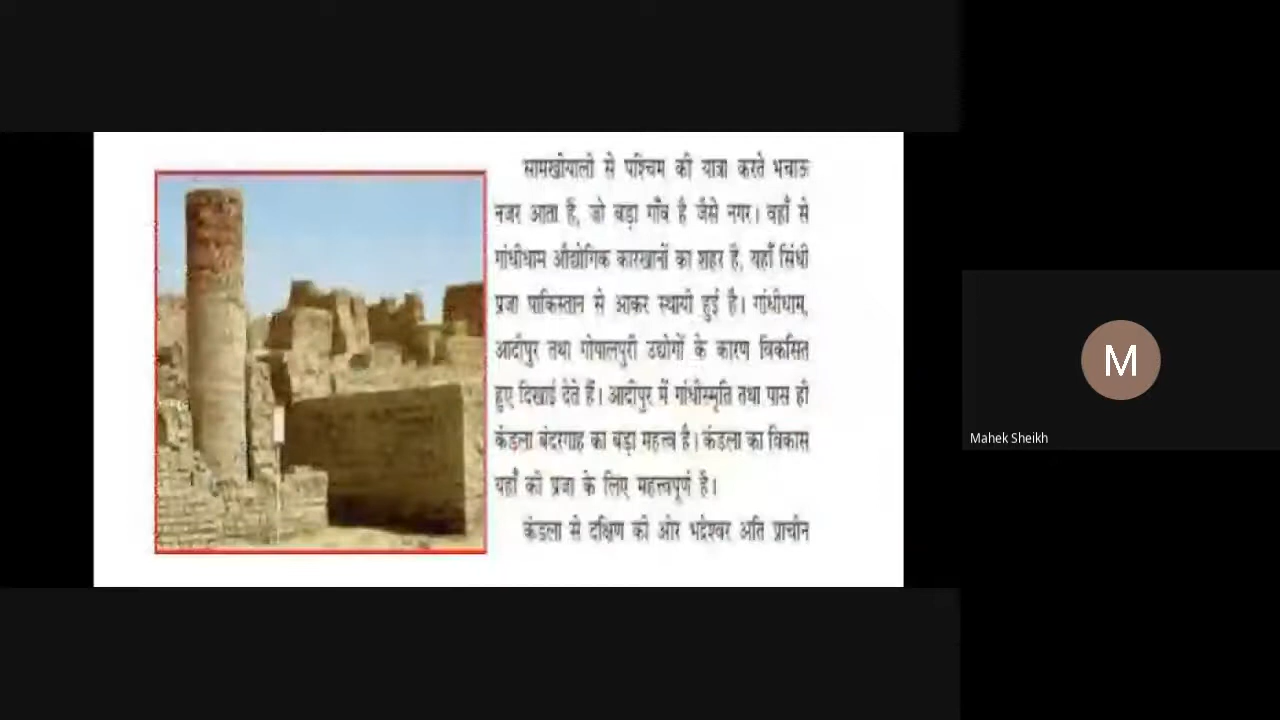 सामखीयाली से पश्चिम की यात्रा करते भचाऊ
नजर आता है, जो बड़ा गाँव है जैसे नगर। वहाँ से
गांधीधाम औद्योगिक कारखानों का शहर है, यहाँ सिंधी
प्रजा पाकिस्तान से आकर स्थायी हुई है। गांधीधाम,
आदीपुर तथा गोपालपुरी उद्योगों के कारण विकसित
हुए दिखाई देते हैं। आदीपुर में गांधीस्मृति तथा पास ही
कंडला बंदरगाह का बड़ा महत्त्व है। कंडला का विकास
यहाँ की प्रजा के लिए महत्त्वपूर्ण है।
कंडला से दक्षिण की ओर भद्रेश्वर अति प्राचीन
M
Mahek Sheikh